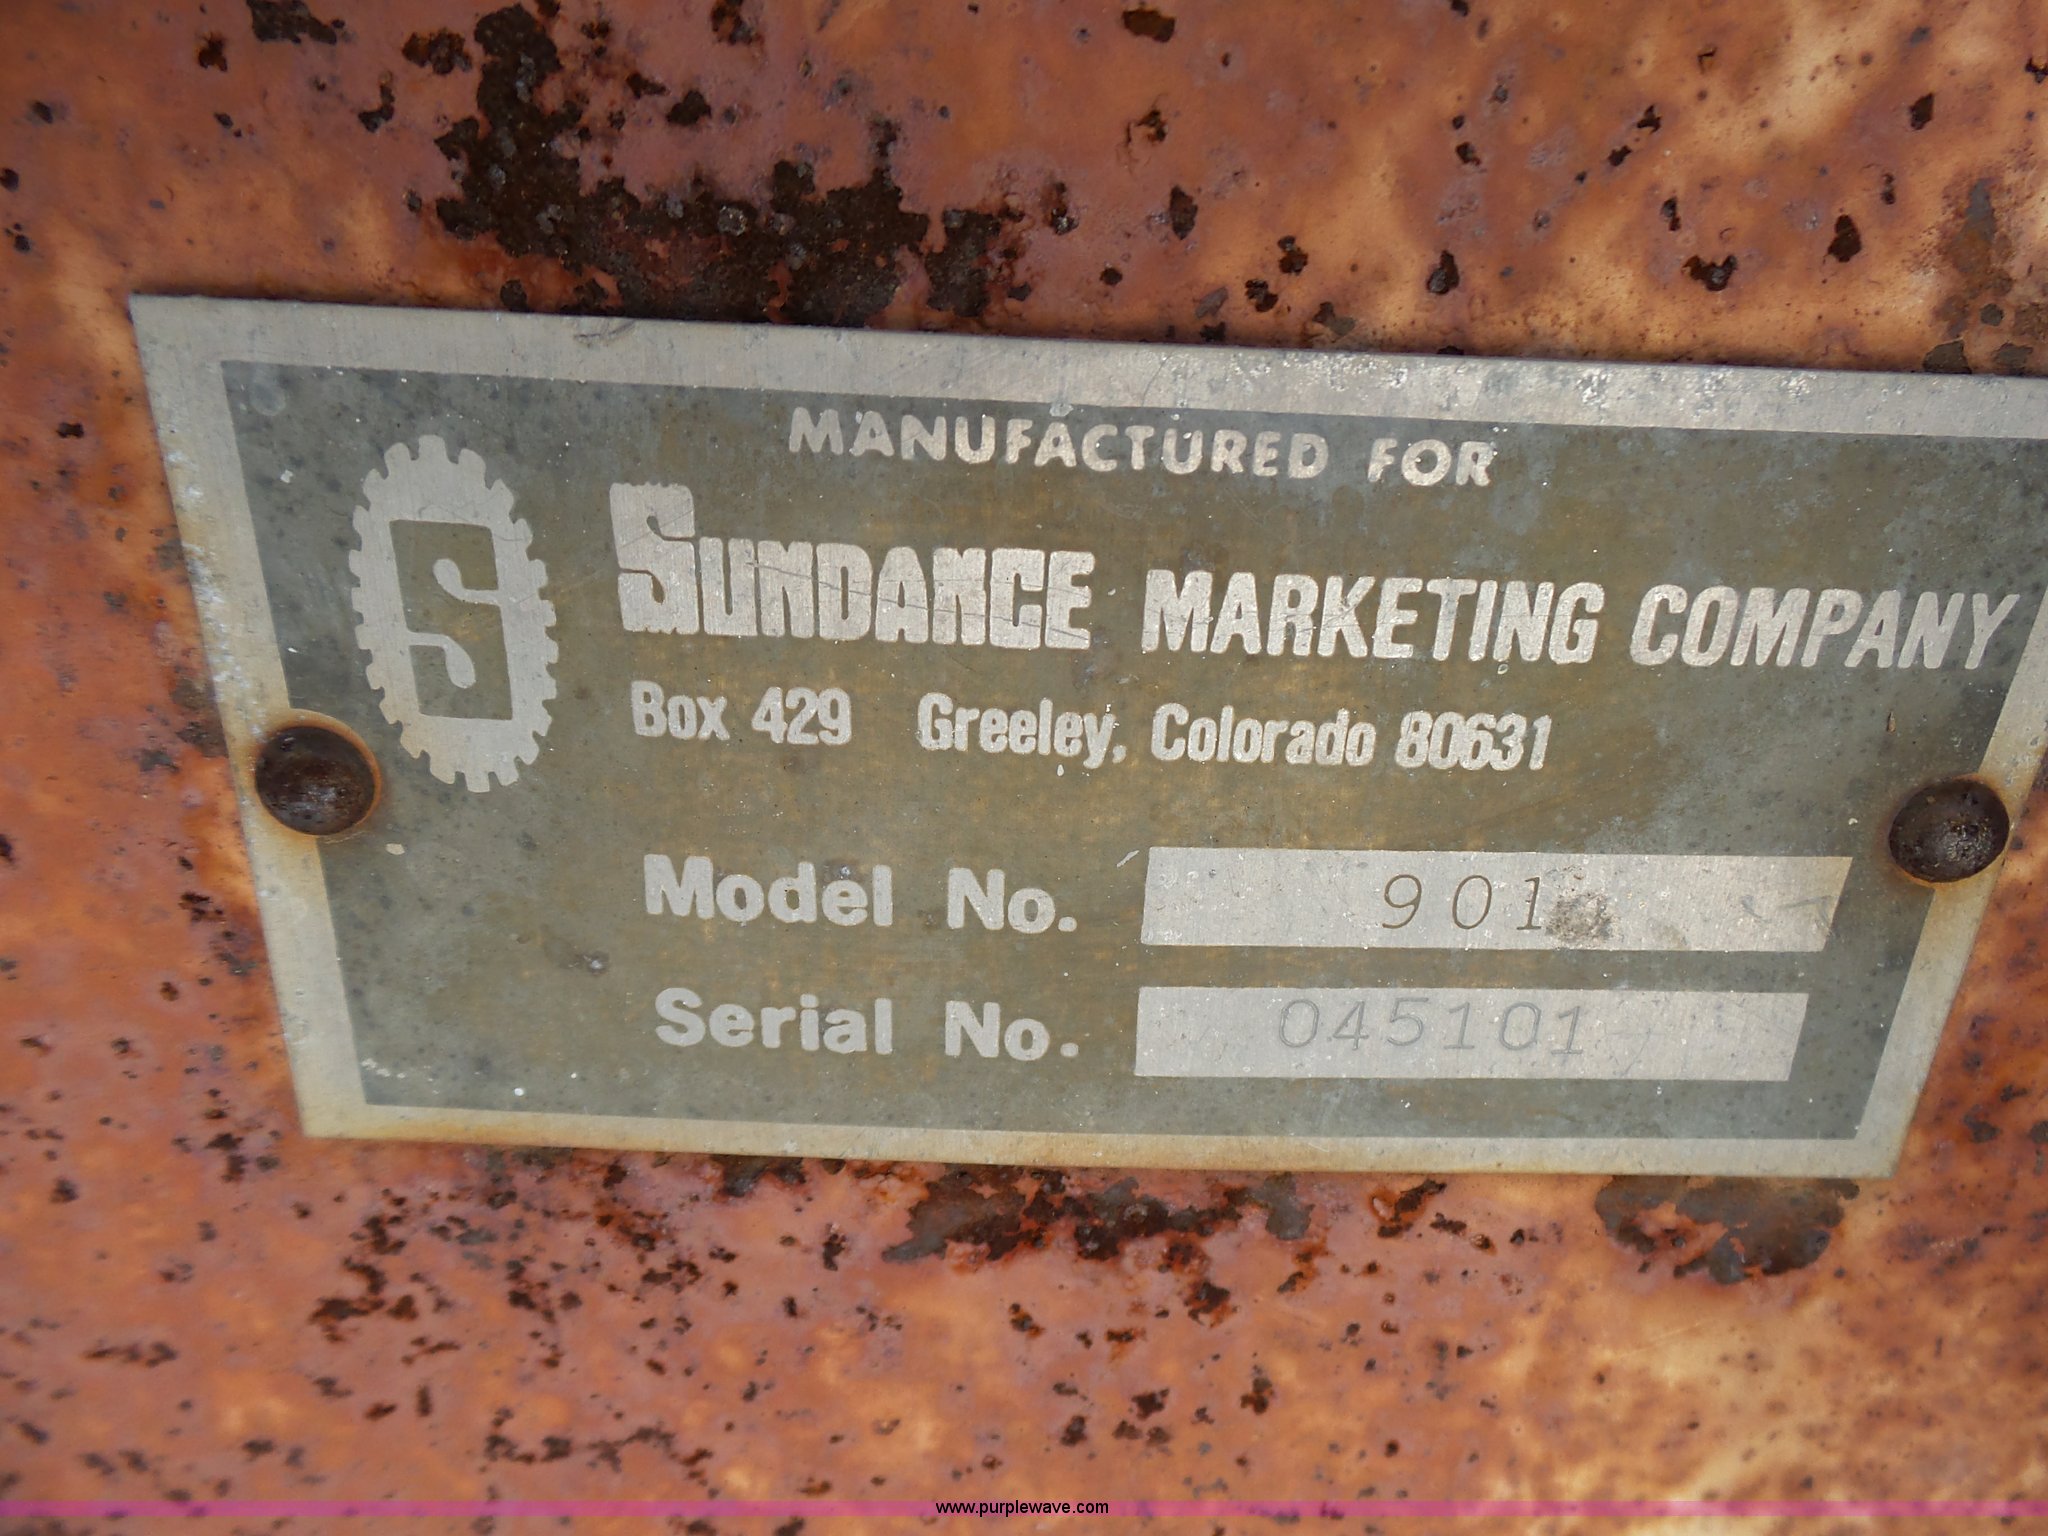 MANUFACTURED FOR
S
SUNDANCE MARKETING COMPANY
Box 429 Greeley, Colorado 80631
Model No. 901
Serial No. 045101
www.purplewave.com